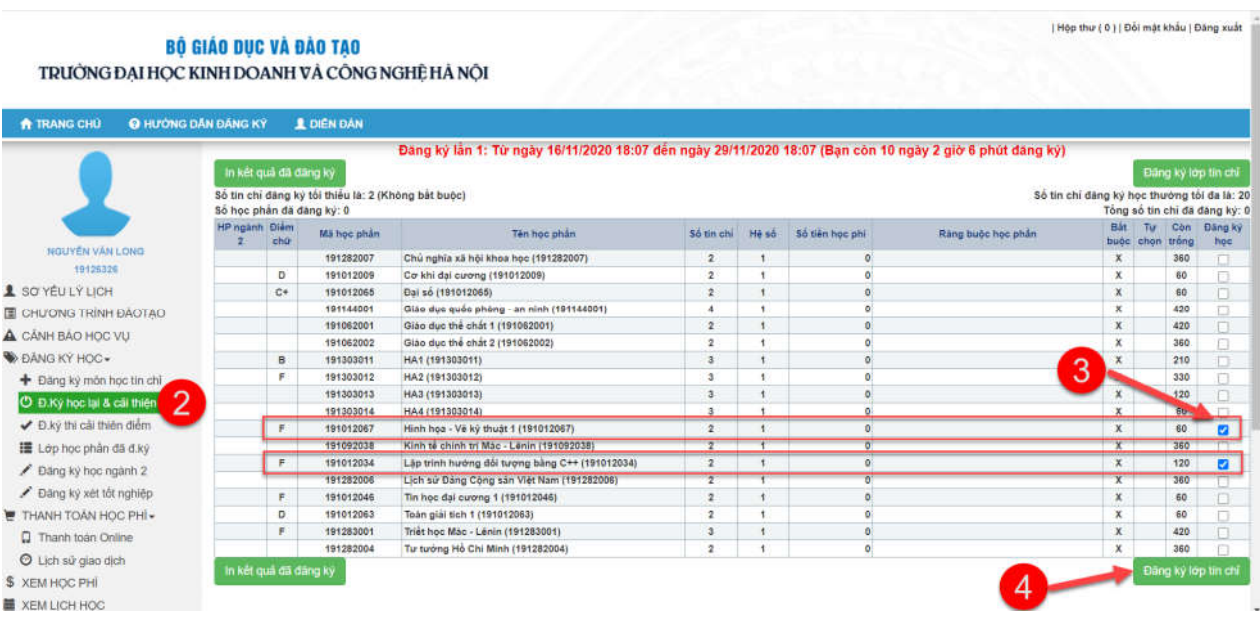 | Hộp thư ( 0 ) | Đổi mật khẩu | Đăng xuất
BỘ GIÁO DỤC VÀ ĐÀO TẠO
TRƯỜNG ĐẠI HỌC KINH DOANH VÀ CÔNG NGHỆ HÀ NỘI
TRANG CHỦ HƯỚNG DẪN ĐĂNG KÝ DIỄN ĐÀN
Đăng ký lần 1: Từ ngày 16/11/2020 18:07 đến ngày 29/11/2020 18:07 (Bạn còn 10 ngày 2 giờ 6 phút đăng ký)
In kết quả đã đăng ký Đăng ký lớp tín chỉ
Số tín chỉ đăng ký tối thiểu là: 2 (Không bắt buộc) Số tín chỉ đăng ký học thường tối đa là: 20
Số học phần đã đăng ký: 0 Tổng số tín chỉ đã đăng ký: 0
NGUYỄN VĂN LONG
19126326
SƠ YẾU LÝ LỊCH
CHƯƠNG TRÌNH ĐÀOTẠO
CẢNH BÁO HỌC VỤ
ĐĂNG KÝ HỌC
Đăng ký môn học tín chỉ
Đ.Ký học lại & cải thiện
2
Đ.ký thi cải thiên điểm
Lớp học phần đã đ.ký
Đăng ký học ngành 2
Đăng ký xét tốt nghiệp
THANH TOÁN HỌC PHÍ
Thanh toán Online
Lịch sử giao dịch
XEM HỌC PHÍ
XEM LỊCH HỌC
HP ngành 2 Điểm chữ Mã học phần Tên học phần Số tín chỉ Hệ số Số tiền học phí Ràng buộc học phần Bắt buộc Tự chọn Còn trống Đăng ký học
191282007 Chủ nghĩa xã hội khoa học (191282007) 2 1 0 X 360
D 191012009 Cơ khí đại cương (191012009) 2 1 0 X 60
C+ 191012065 Đại số (191012065) 2 1 0 X 60
191144001 Giáo dục quốc phòng - an ninh (191144001) 4 1 0 X 420
191062001 Giáo dục thể chất 1 (191062001) 2 1 0 X 420
191062002 Giáo dục thể chất 2 (191062002) 2 1 0 X 360
B 191303011 HA1 (191303011) 3 1 0 X 210
F 191303012 HA2 (191303012) 3 1 0 330
191303013 HA3 (191303013) 3 1 0 X 120
191303014 HA4 (191303014) 3 1 0 X 60
3
F 191012067 Hình họa - Vẽ kỹ thuật 1 (191012067) 2 1 0 X 60
191092038 Kinh tế chính trị Mác - Lênin (191092038) 2 1 0 X 360
F 191012034 Lập trình hướng đối tượng bằng C++ (191012034) 2 1 0 X 120
191282006 Lịch sử Đảng Cộng sản Việt Nam (191282006) 2 1 0 X 360
F 191012046 Tin học đại cương 1 (191012046) 2 1 0 X 60
D 191012063 Toán giải tích 1 (191012063) 2 1 0 X 60
F 191283001 Triết học Mác - Lênin (191283001) 3 1 0 X 420
191282004 Tư tưởng Hồ Chí Minh (191282004) 2 1 0 X 360
In kết quả đã đăng ký Đăng ký lớp tín chỉ
4